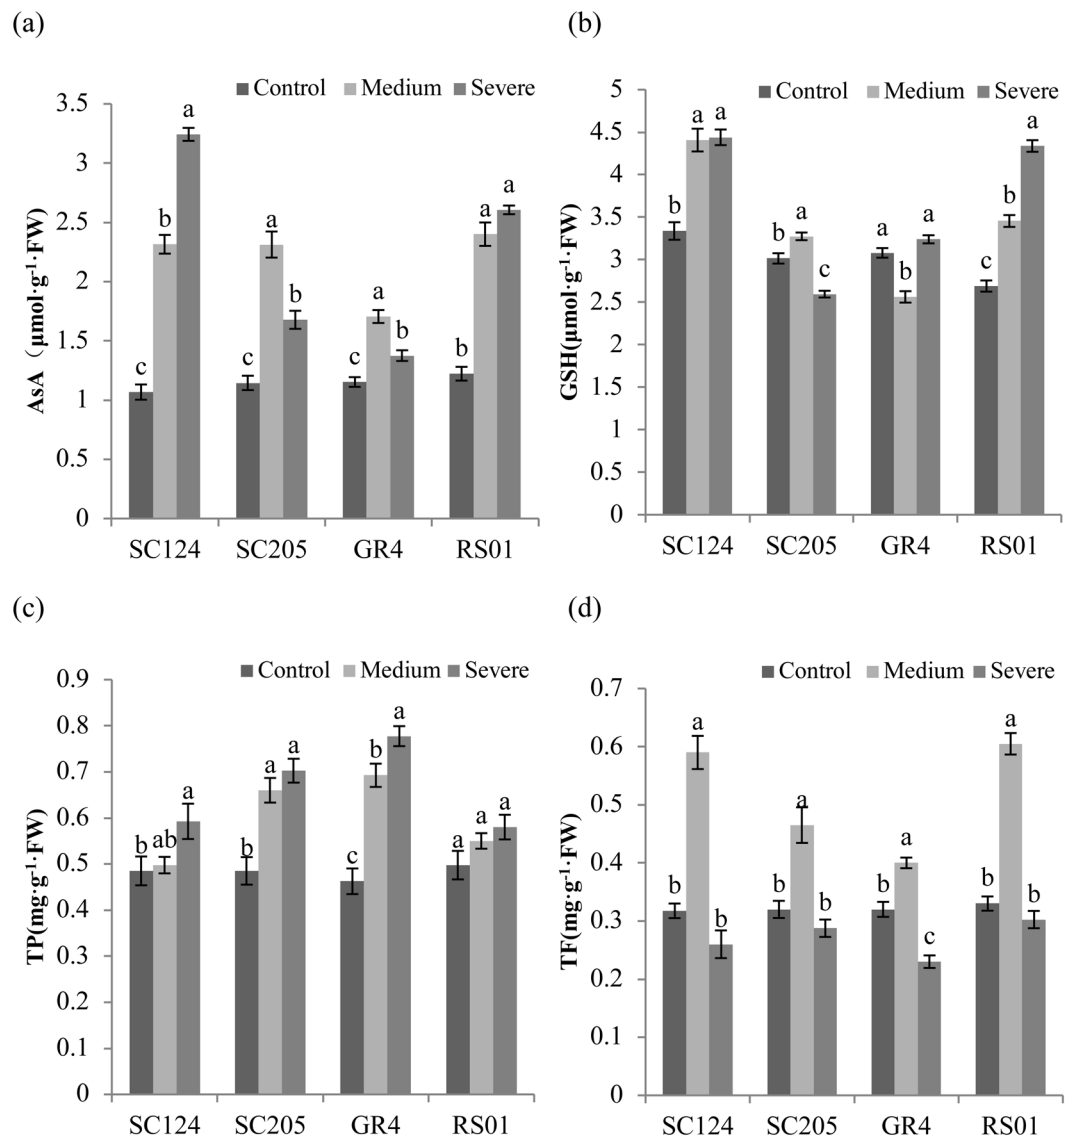 (a)
Control Medium Severe
AsA（μmol·g⁻¹·FW)
3.5
3
2.5
2
1.5
1
0.5
0
c b a
c a b
c a b
b a a
SC124 SC205 GR4 RS01
(b)
Control Medium Severe
GSH(μmol·g⁻¹·FW)
5
4.5
4
3.5
3
2.5
2
1.5
1
0.5
0
b a a
b a c
a b a
c b a
SC124 SC205 GR4 RS01
(c)
Control Medium Severe
TP(mg·g⁻¹·FW)
0.9
0.8
0.7
0.6
0.5
0.4
0.3
0.2
0.1
0
b ab a
b a a
c b a
a a a
SC124 SC205 GR4 RS01
(d)
Control Medium Severe
TF(mg·g⁻¹·FW)
0.7
0.6
0.5
0.4
0.3
0.2
0.1
0
b a b
b a b
b a c
b a b
SC124 SC205 GR4 RS01